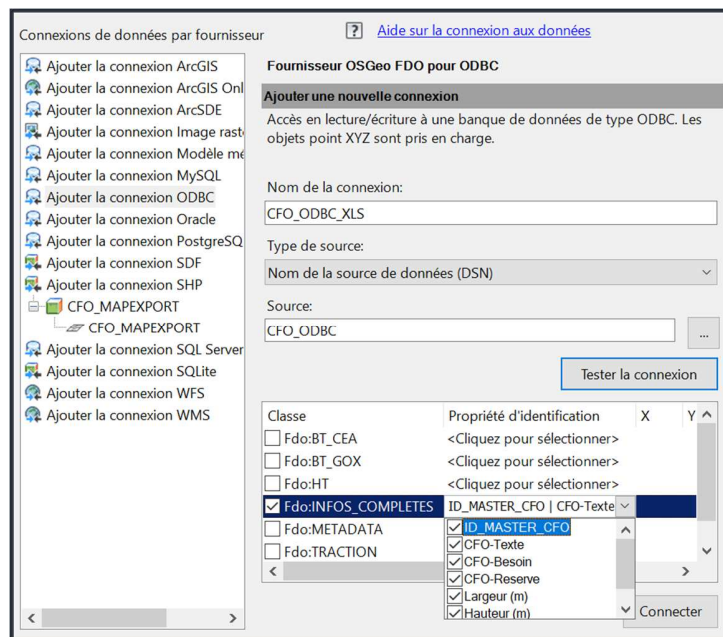 Connexions de données par fournisseur
? Aide sur la connexion aux données
Ajouter la connexion ArcGIS
Ajouter la connexion ArcGIS Onl
Ajouter la connexion ArcSDE
Ajouter la connexion Image rast
Ajouter la connexion Modèle mé
Ajouter la connexion MySQL
Ajouter la connexion ODBC
Ajouter la connexion Oracle
Ajouter la connexion PostgreSQ
Ajouter la connexion SDF
Ajouter la connexion SHP
CFO_MAPEXPORT
CFO_MAPEXPORT
Ajouter la connexion SQL Server
Ajouter la connexion SQLite
Ajouter la connexion WFS
Ajouter la connexion WMS
Fournisseur OSGeo FDO pour ODBC
Ajouter une nouvelle connexion
Accès en lecture/écriture à une banque de données de type ODBC. Les
objets point XYZ sont pris en charge.
Nom de la connexion:
CFO_ODBC_XLS
Type de source:
Nom de la source de données (DSN)
Source:
CFO_ODBC
...
Tester la connexion
Classe Propriété d'identification X Y
Fdo:BT_CEA <Cliquez pour sélectionner>
Fdo:BT_GOX <Cliquez pour sélectionner>
Fdo:HT <Cliquez pour sélectionner>
Fdo:INFOS_COMPLETES ID_MASTER_CFO | CFO-Texte
Fdo:METADATA
Fdo:TRACTION
ID_MASTER_CFO
CFO-Texte
CFO-Besoin
CFO-Reserve
Largeur (m)
Hauteur (m)
Connecter